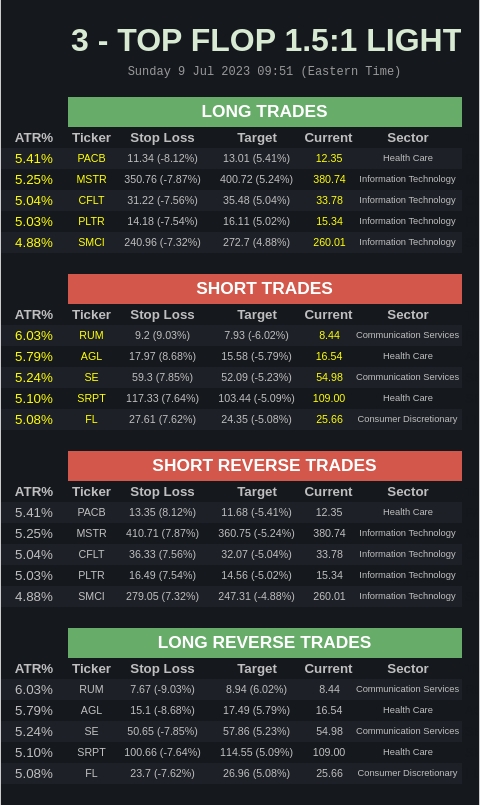 3 - TOP FLOP 1.5:1 LIGHT
Sunday 9 Jul 2023 09:51 (Eastern Time)
LONG TRADES
ATR% Ticker Stop Loss Target Current Sector
5.41% PACB 11.34 (-8.12%) 13.01 (5.41%) 12.35 Health Care
5.25% MSTR 350.76 (-7.87%) 400.72 (5.24%) 380.74 Information Technology
5.04% CFLT 31.22 (-7.56%) 35.48 (5.04%) 33.78 Information Technology
5.03% PLTR 14.18 (-7.54%) 16.11 (5.02%) 15.34 Information Technology
4.88% SMCI 240.96 (-7.32%) 272.7 (4.88%) 260.01 Information Technology
SHORT TRADES
ATR% Ticker Stop Loss Target Current Sector
6.03% RUM 9.2 (9.03%) 7.93 (-6.02%) 8.44 Communication Services
5.79% AGL 17.97 (8.68%) 15.58 (-5.79%) 16.54 Health Care
5.24% SE 59.3 (7.85%) 52.09 (-5.23%) 54.98 Communication Services
5.10% SRPT 117.33 (7.64%) 103.44 (-5.09%) 109.00 Health Care
5.08% FL 27.61 (7.62%) 24.35 (-5.08%) 25.66 Consumer Discretionary
SHORT REVERSE TRADES
ATR% Ticker Stop Loss Target Current Sector
5.41% PACB 13.35 (8.12%) 11.68 (-5.41%) 12.35 Health Care
5.25% MSTR 410.71 (7.87%) 360.75 (-5.24%) 380.74 Information Technology
5.04% CFLT 36.33 (7.56%) 32.07 (-5.04%) 33.78 Information Technology
5.03% PLTR 16.49 (7.54%) 14.56 (-5.02%) 15.34 Information Technology
4.88% SMCI 279.05 (7.32%) 247.31 (-4.88%) 260.01 Information Technology
LONG REVERSE TRADES
ATR% Ticker Stop Loss Target Current Sector
6.03% RUM 7.67 (-9.03%) 8.94 (6.02%) 8.44 Communication Services
5.79% AGL 15.1 (-8.68%) 17.49 (5.79%) 16.54 Health Care
5.24% SE 50.65 (-7.85%) 57.86 (5.23%) 54.98 Communication Services
5.10% SRPT 100.66 (-7.64%) 114.55 (5.09%) 109.00 Health Care
5.08% FL 23.7 (-7.62%) 26.96 (5.08%) 25.66 Consumer Discretionary